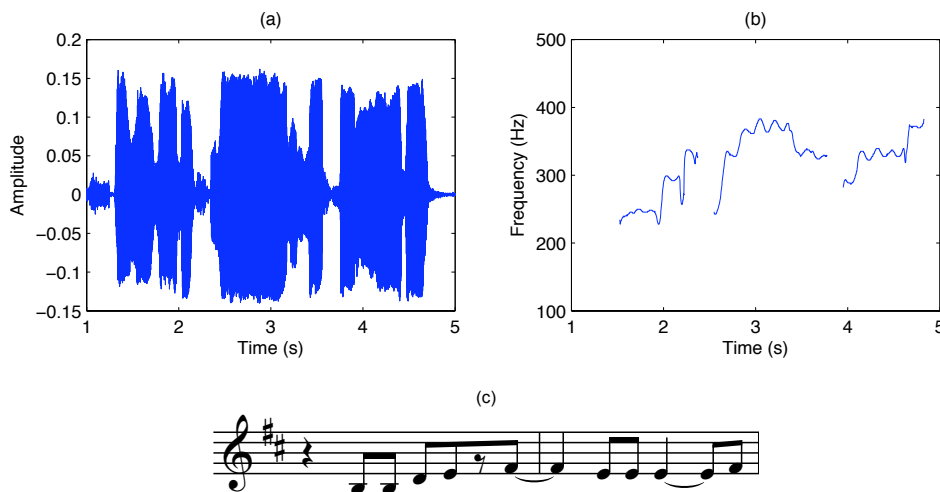 (a)
0.2
0.15
0.1
0.05
0
−0.05
−0.1
−0.15
1 2 3 4 5
Time (s)
Amplitude
(b)
500
400
300
200
100
1 2 3 4 5
Time (s)
Frequency (Hz)
(c)